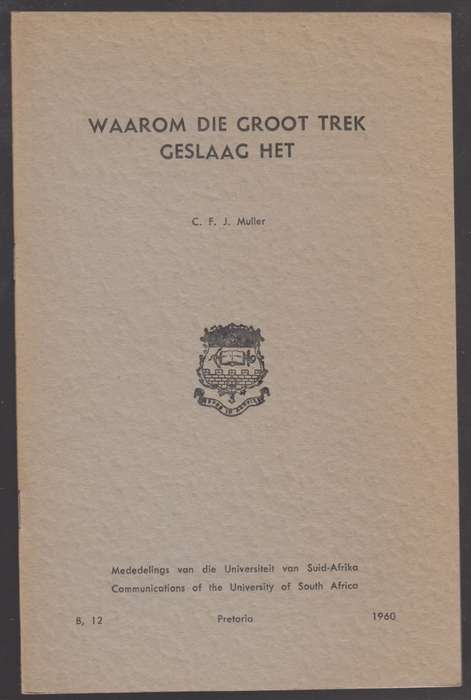 WAAROM DIE GROOT TREK
GESLAAG HET
C. F. J. Muller
Mededelings van die Universiteit van Suid-Afrika
Communications of the University of South Africa
B, 12 Pretoria 1960